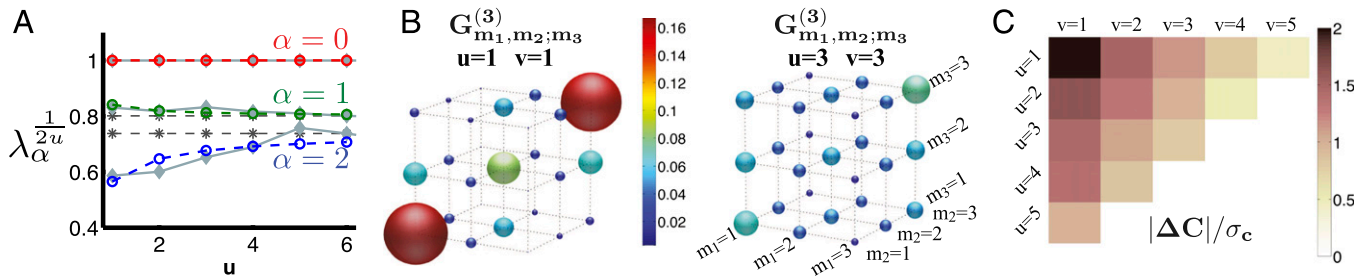 A
α = 0
α = 1
α = 2
1
0.8
0.6
0.4
2
4
6
u
λ_α^{1/2u}
B
G^{(3)}_{m₁,m₂;m₃}
u=1 v=1
0.16
0.14
0.12
0.10
0.08
0.06
0.04
0.02
G^{(3)}_{m₁,m₂;m₃}
u=3 v=3
m₃=3
m₃=2
m₃=1
m₂=3
m₂=2
m₂=1
m₁=1
m₁=2
m₁=3
C
v=1 v=2 v=3 v=4 v=5
u=1
u=2
u=3
u=4
u=5
|ΔC|/σ_c
2
1.5
1
0.5
0